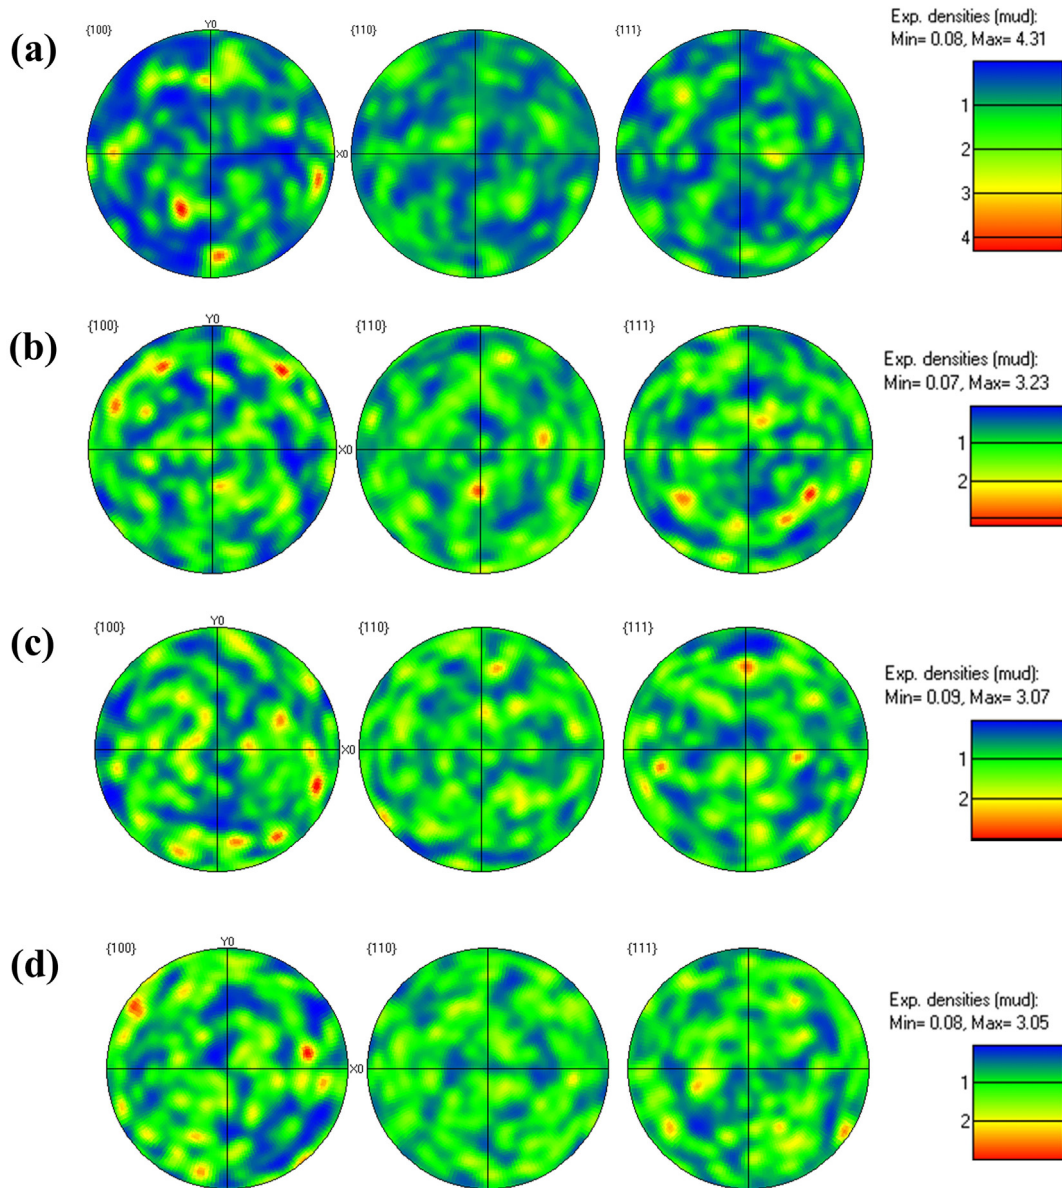 (a)
{100}
Y0
{110}
{111}
X0
Exp. densities (mud):
Min= 0.08, Max= 4.31
1
2
3
4
(b)
{100}
Y0
{110}
{111}
X0
Exp. densities (mud):
Min= 0.07, Max= 3.23
1
2
(c)
{100}
Y0
{110}
{111}
X0
Exp. densities (mud):
Min= 0.09, Max= 3.07
1
2
(d)
{100}
Y0
{110}
{111}
X0
Exp. densities (mud):
Min= 0.08, Max= 3.05
1
2